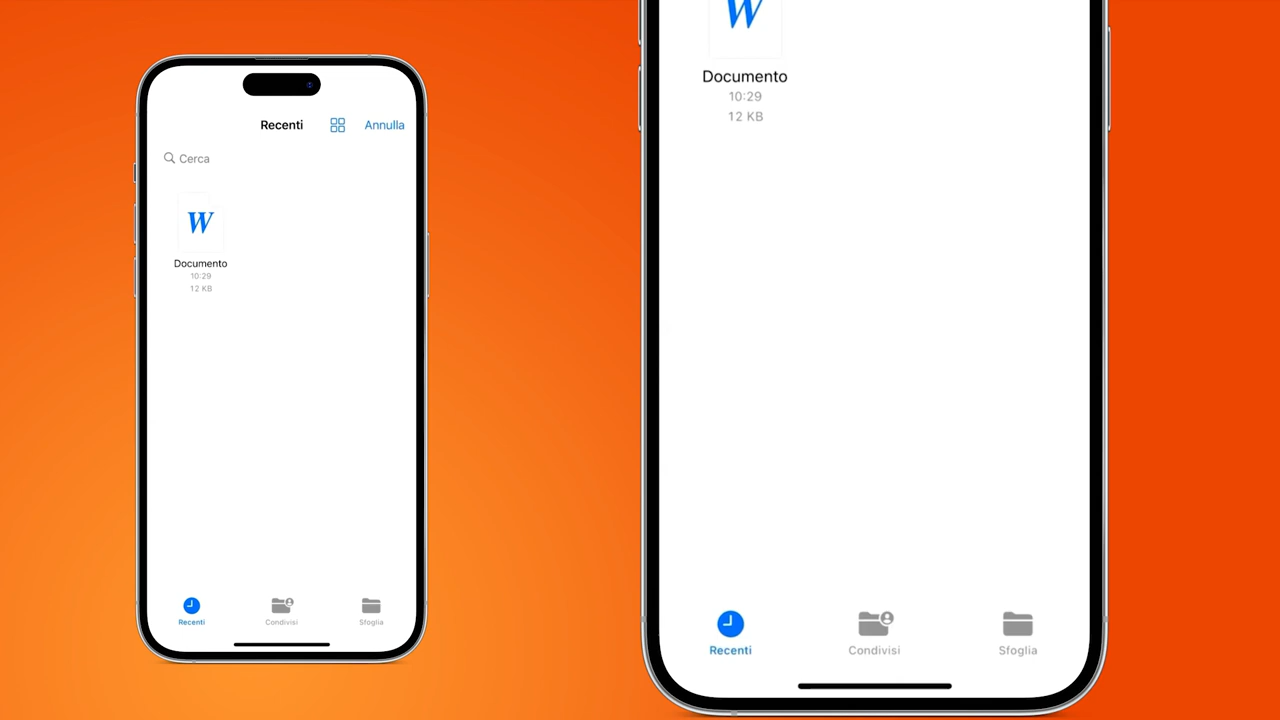 Recenti
Annulla
Cerca
W
Documento
10:29
12 KB
Recenti
Condivisi
Sfoglia
W
Documento
10:29
12 KB
Recenti
Condivisi
Sfoglia